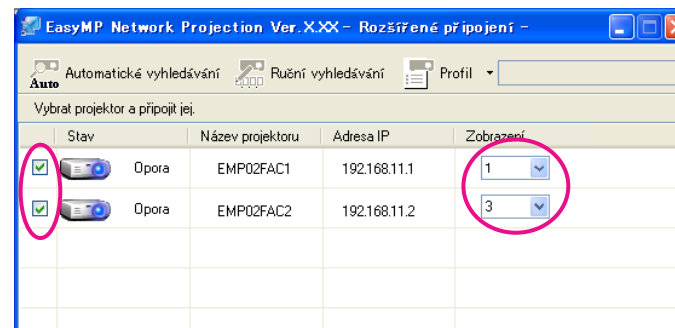 EasyMP Network Projection Ver.X.XX - Rozšířené připojení -
Auto Automatické vyhledávání Ruční vyhledávání Profil
Vybrat projektor a připojit jej.
Stav Název projektoru Adresa IP Zobrazení
Opora EMP02FAC1 192.168.11.1 1
Opora EMP02FAC2 192.168.11.2 3